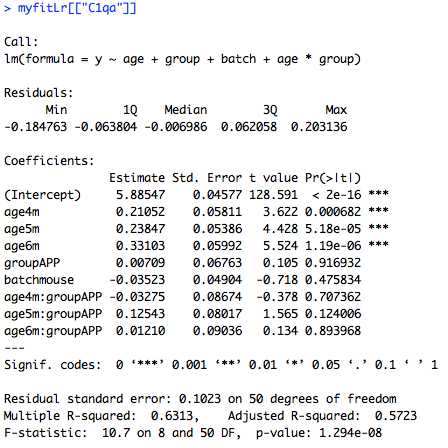 > myfitLr[["C1qa"]]
Call:
lm(formula = y ~ age + group + batch + age * group)
Residuals:
Min 1Q Median 3Q Max
-0.184763 -0.063804 -0.006986 0.062058 0.203136
Coefficients:
Estimate Std. Error t value Pr(>|t|)
(Intercept) 5.88547 0.04577 128.591 < 2e-16 ***
age4m 0.21052 0.05811 3.622 0.000682 ***
age5m 0.23847 0.05386 4.428 5.18e-05 ***
age6m 0.33103 0.05992 5.524 1.19e-06 ***
groupAPP 0.00709 0.06763 0.105 0.916932
batchmouse -0.03523 0.04904 -0.718 0.475834
age4m:groupAPP -0.03275 0.08674 -0.378 0.707362
age5m:groupAPP 0.12543 0.08017 1.565 0.124006
age6m:groupAPP 0.01210 0.09036 0.134 0.893968
---
Signif. codes: 0 ‘***’ 0.001 ‘**’ 0.01 ‘*’ 0.05 ‘.’ 0.1 ‘ ’ 1
Residual standard error: 0.1023 on 50 degrees of freedom
Multiple R-squared: 0.6313, Adjusted R-squared: 0.5723
F-statistic: 10.7 on 8 and 50 DF, p-value: 1.294e-08